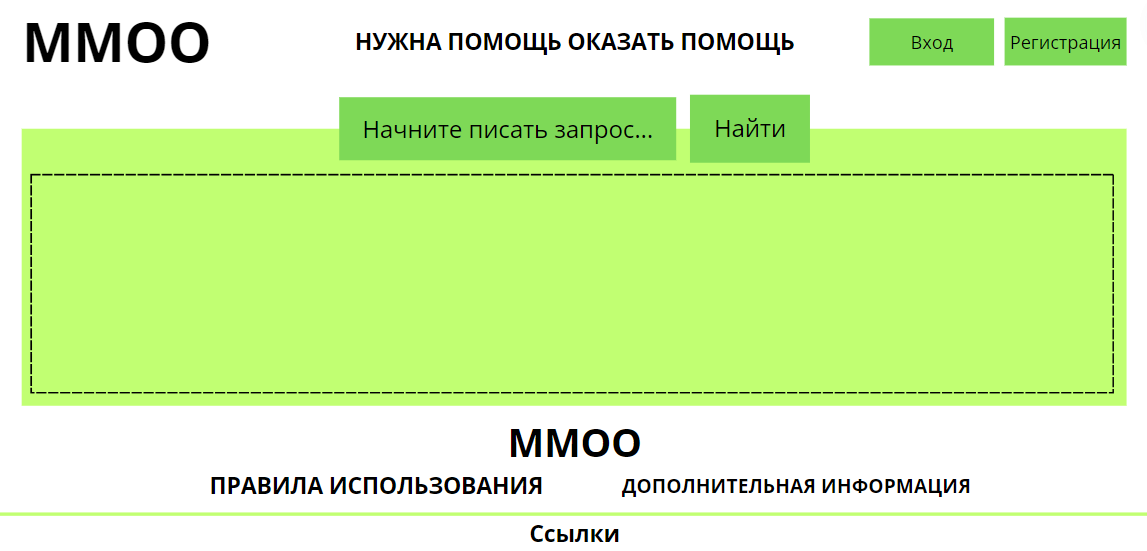 ММОО
НУЖНА ПОМОЩЬ ОКАЗАТЬ ПОМОЩЬ
Вход
Регистрация
Начните писать запрос...
Найти
ММОО
ПРАВИЛА ИСПОЛЬЗОВАНИЯ
ДОПОЛНИТЕЛЬНАЯ ИНФОРМАЦИЯ
Ссылки